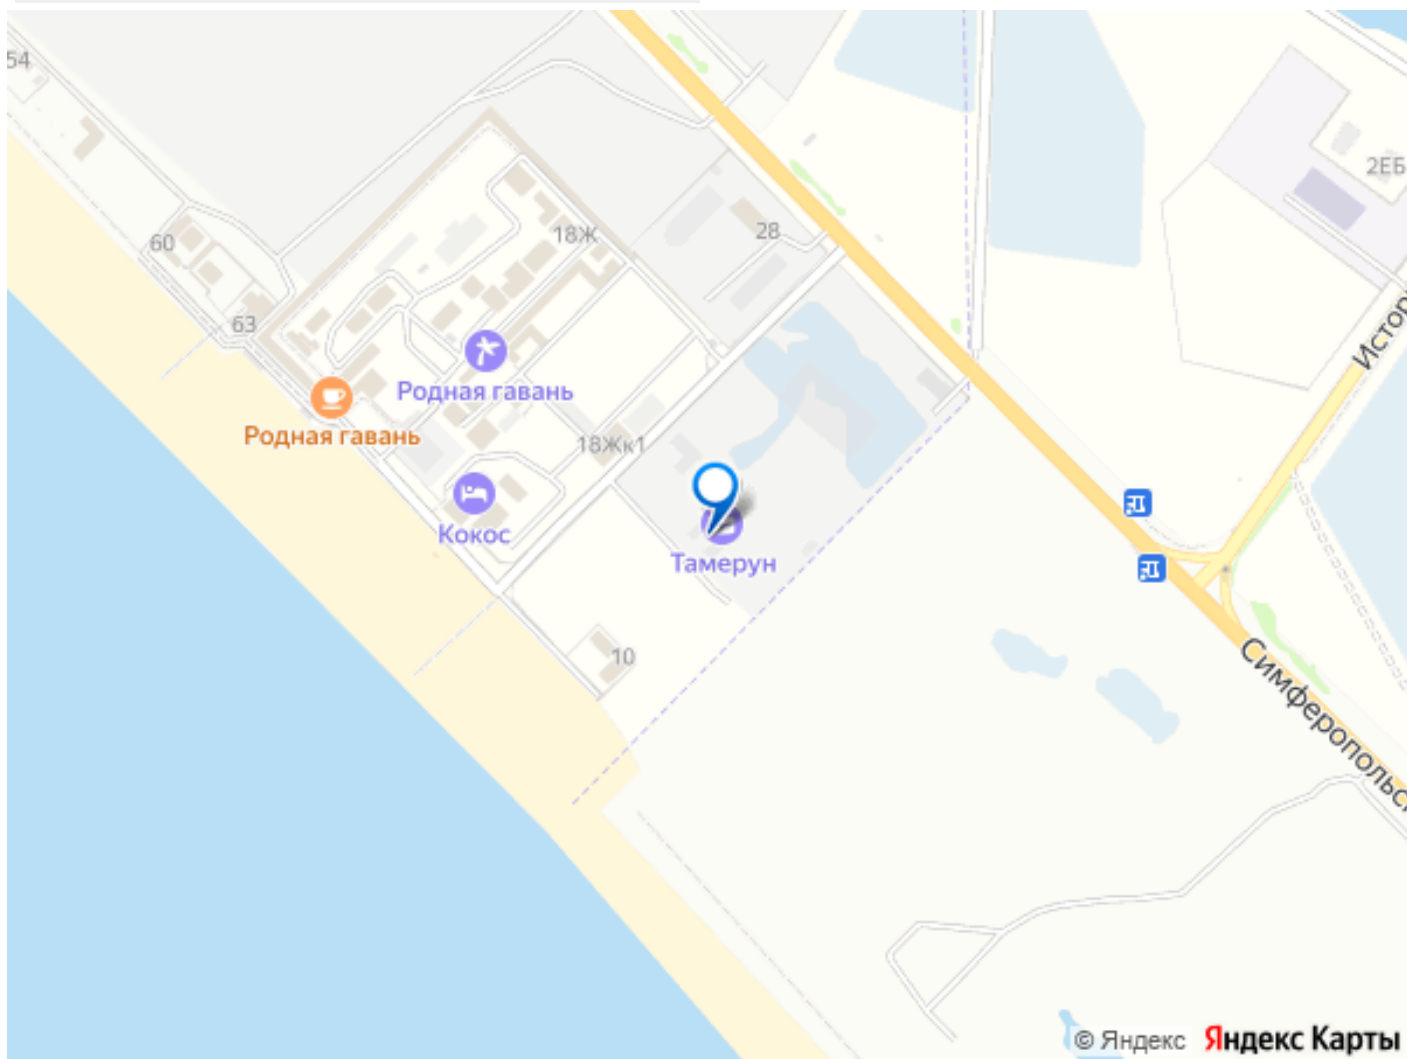 54
2ЕБ
60
18Ж
28
Истор
63
Родная гавань
Родная гавань
18Жк1
Кокос
Тамерун
10
Симферопольс
© Яндекс Яндекс Карты